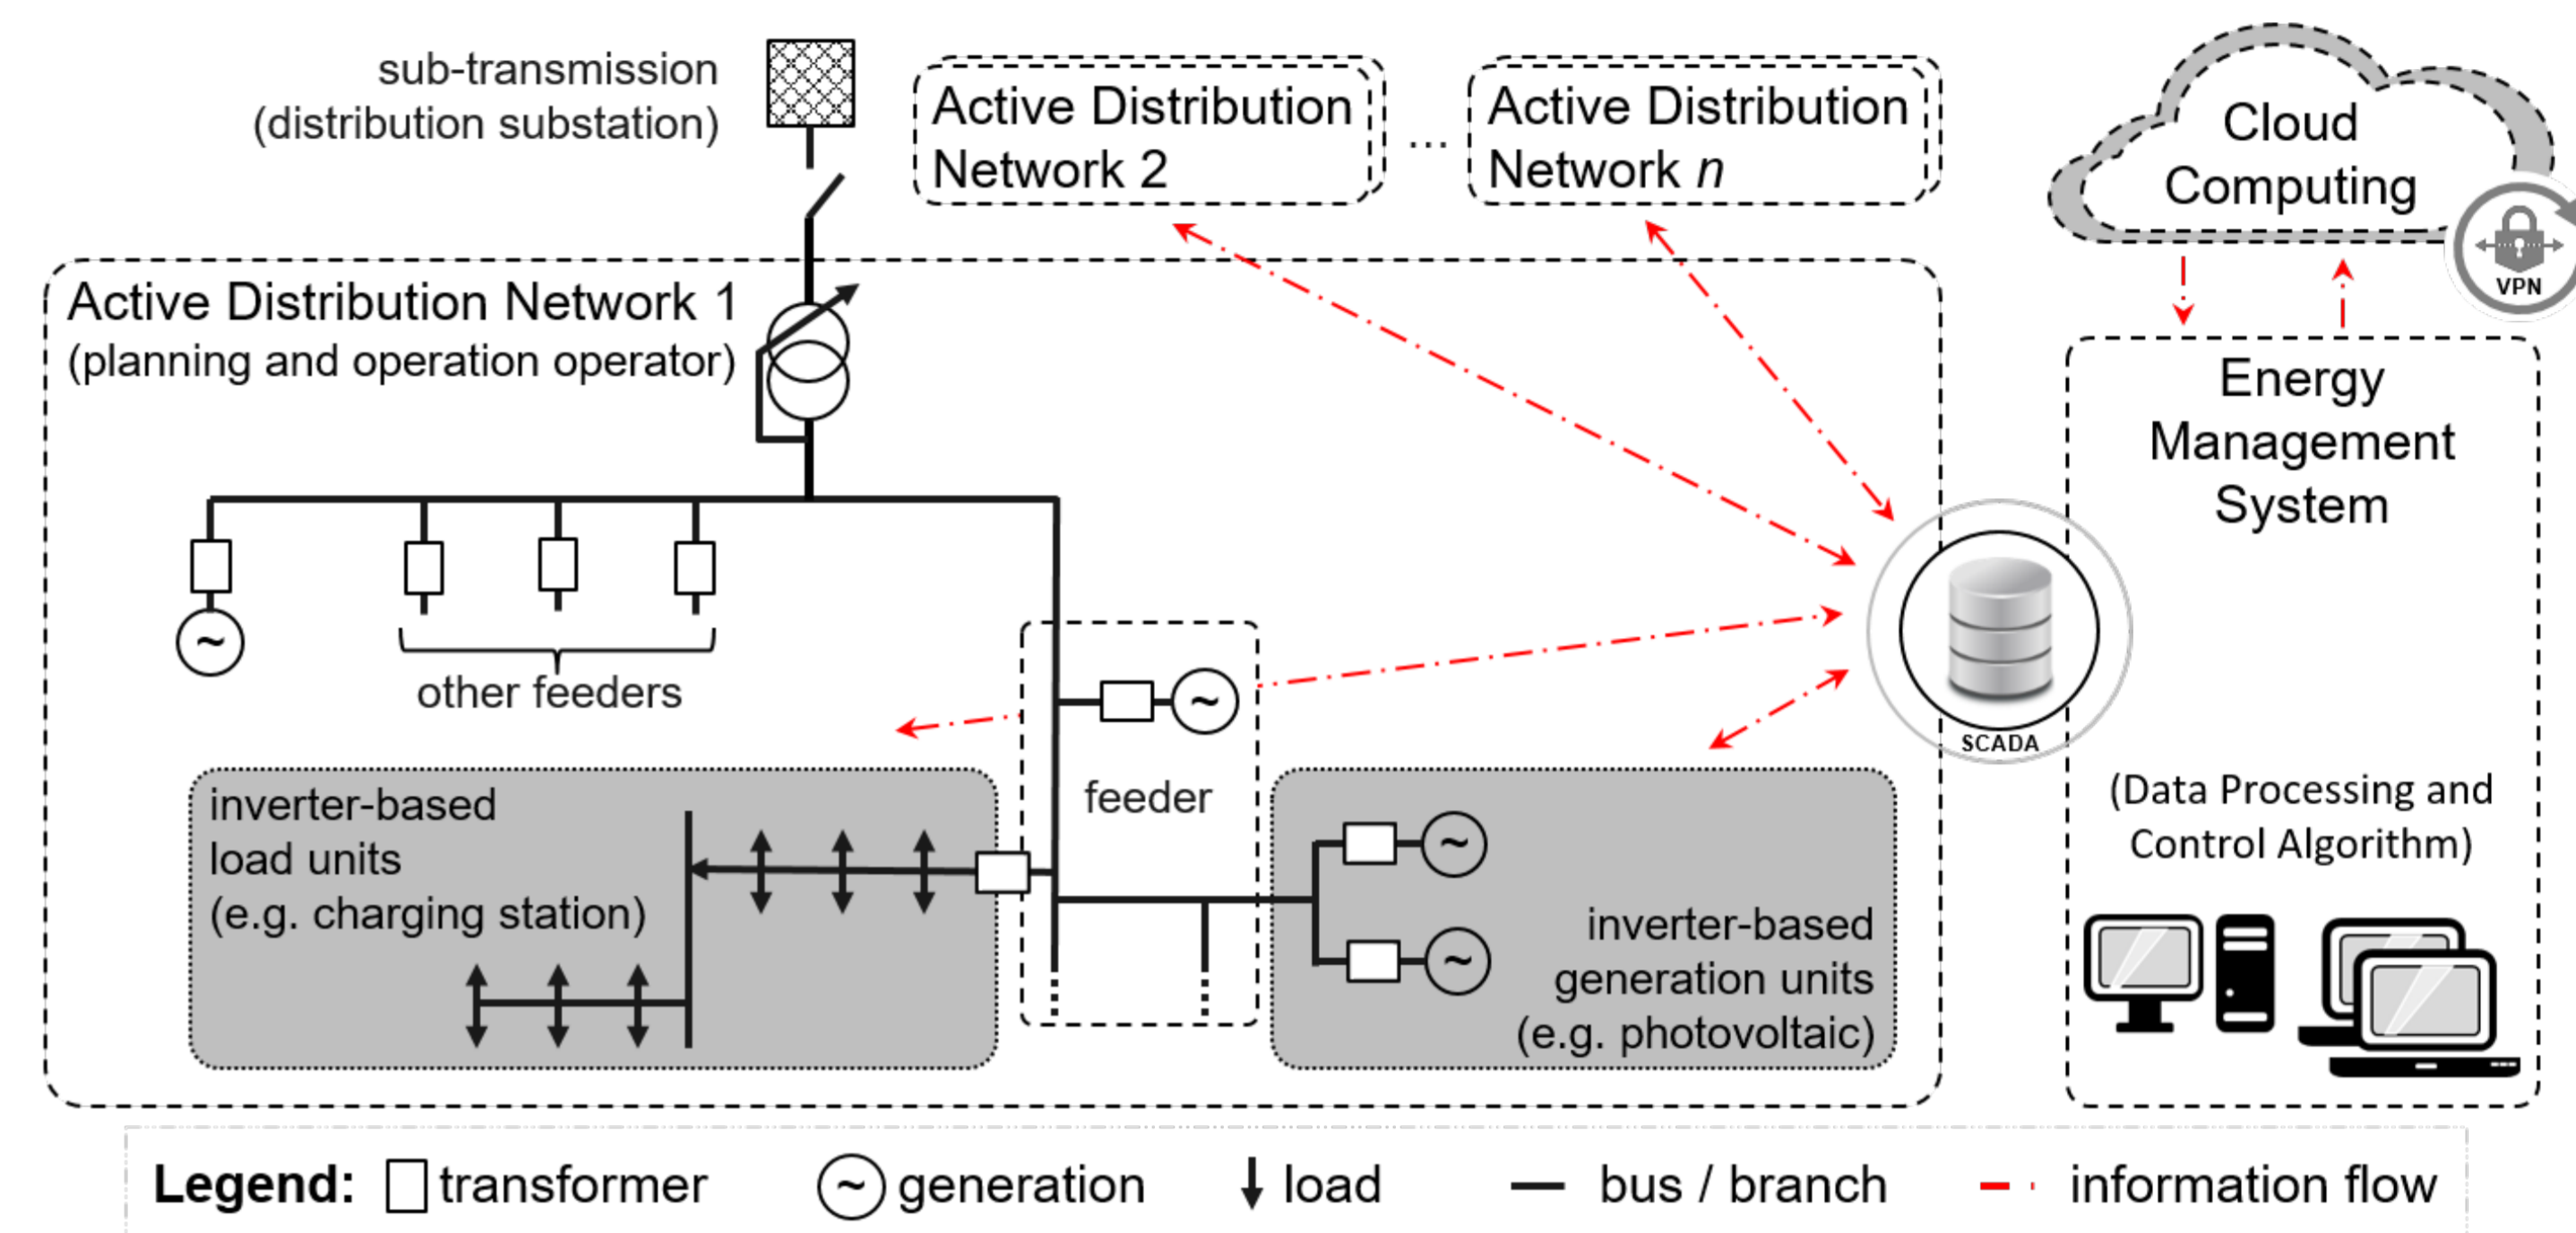 sub-transmission
(distribution substation)
Active Distribution
Network 2
...
Active Distribution
Network n
Cloud
Computing
VPN
Active Distribution Network 1
(planning and operation operator)
Energy
Management
System
~
other feeders
~
feeder
SCADA
(Data Processing and
Control Algorithm)
inverter-based
load units
(e.g. charging station)
~
~
inverter-based
generation units
(e.g. photovoltaic)
Legend: transformer ~ generation load bus / branch information flow